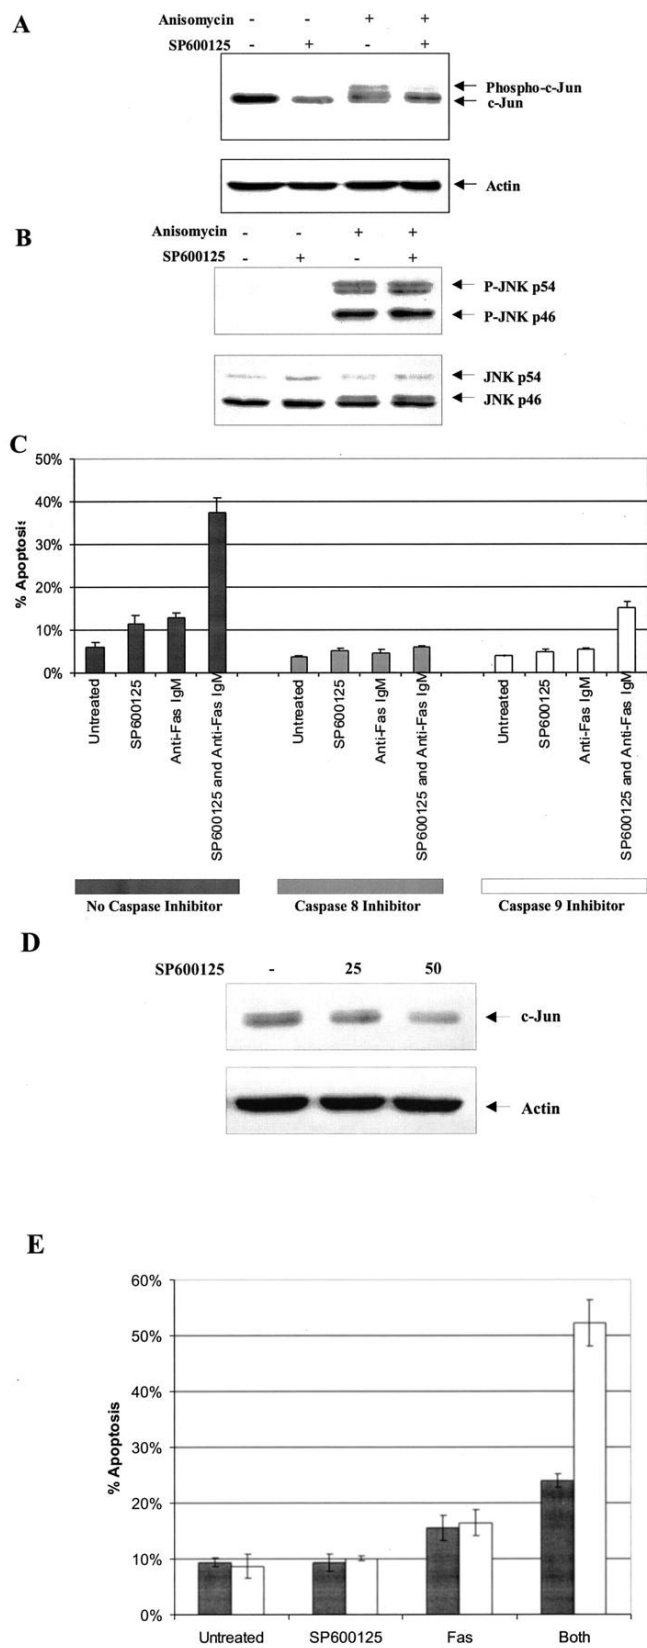 A
Anisomycin - - + +
SP600125 - + - +
Phospho-c-Jun
c-Jun
Actin
B
Anisomycin - - + +
SP600125 - + - +
P-JNK p54
P-JNK p46
JNK p54
JNK p46
C
% Apoptosis
50%
40%
30%
20%
10%
0%
Untreated
SP600125
Anti-Fas IgM
SP600125 and Anti-Fas IgM
Untreated
SP600125
Anti-Fas IgM
SP600125 and Anti-Fas IgM
Untreated
SP600125
Anti-Fas IgM
SP600125 and Anti-Fas IgM
No Caspase Inhibitor
Caspase 8 Inhibitor
Caspase 9 Inhibitor
D
SP600125 - 25 50
c-Jun
Actin
E
% Apoptosis
60%
50%
40%
30%
20%
10%
0%
Untreated SP600125 Fas Both